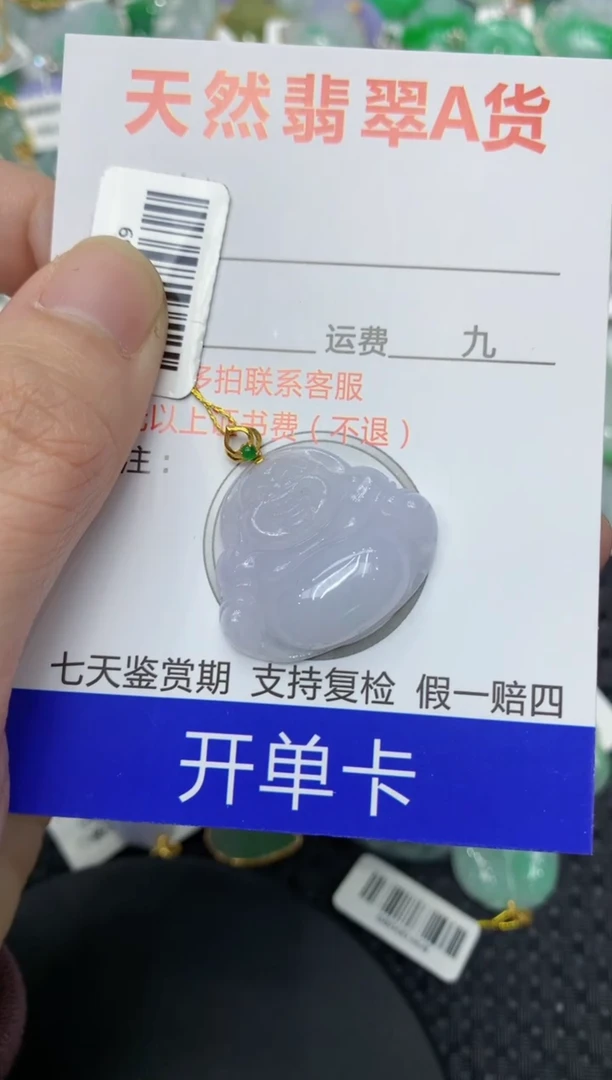 天然翡翠A货
运费 九
多拍联系客服
以上证书费（不退）
注：
七天鉴赏期 支持复检 假一赔四
开单卡